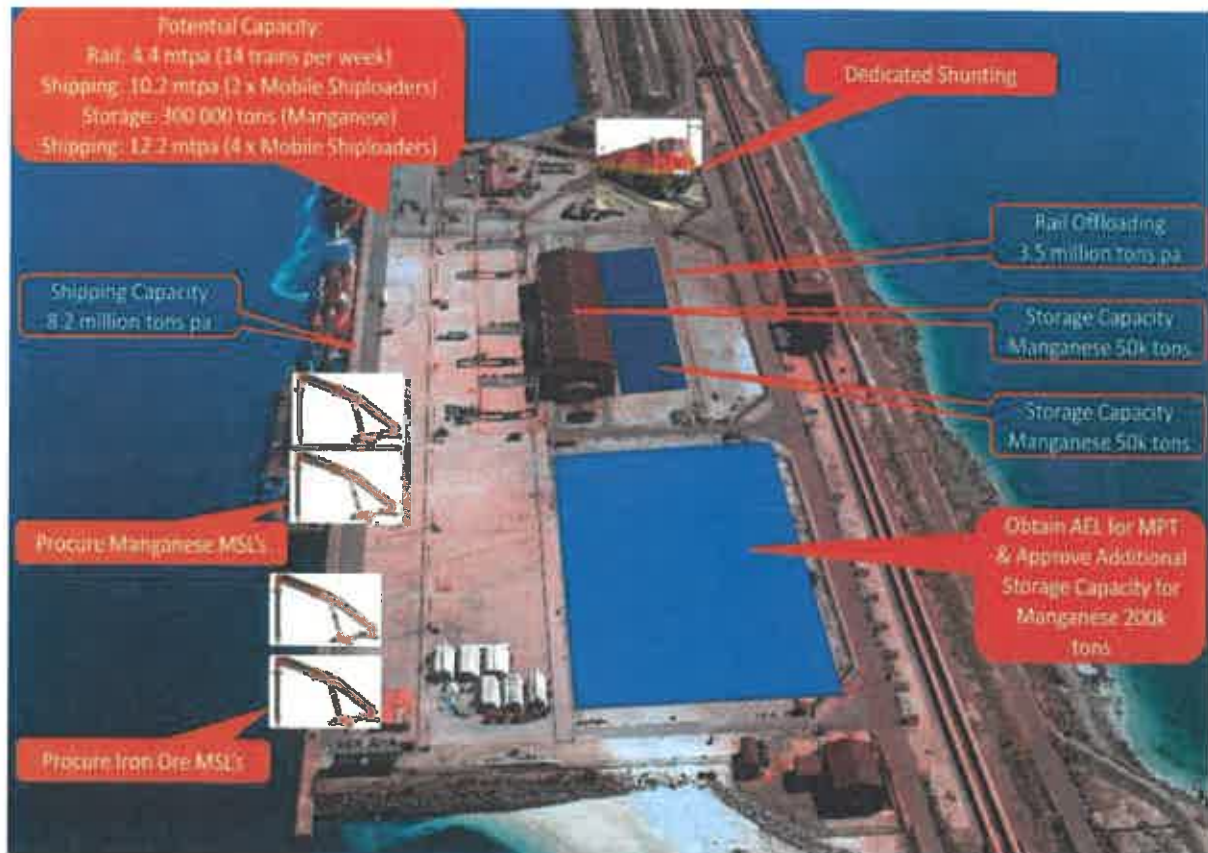 Potential Capacity:
Rail: 4.4 mtpa (14 trains per week)
Shipping: 10.2 mtpa (2 x Mobile Shiploaders)
Storage: 300 000 tons (Manganese)
Shipping: 12.2 mtpa (4 x Mobile Shiploaders)
Dedicated Shunting
Rail Offloading
3.5 million tons pa
Shipping Capacity
8.2 million tons pa
Storage Capacity
Manganese 50k tons
Storage Capacity
Manganese 50k tons
Procure Manganese MSL's
Obtain AEL for MPT
& Approve Additional
Storage Capacity for
Manganese 200k
tons
Procure Iron Ore MSL's